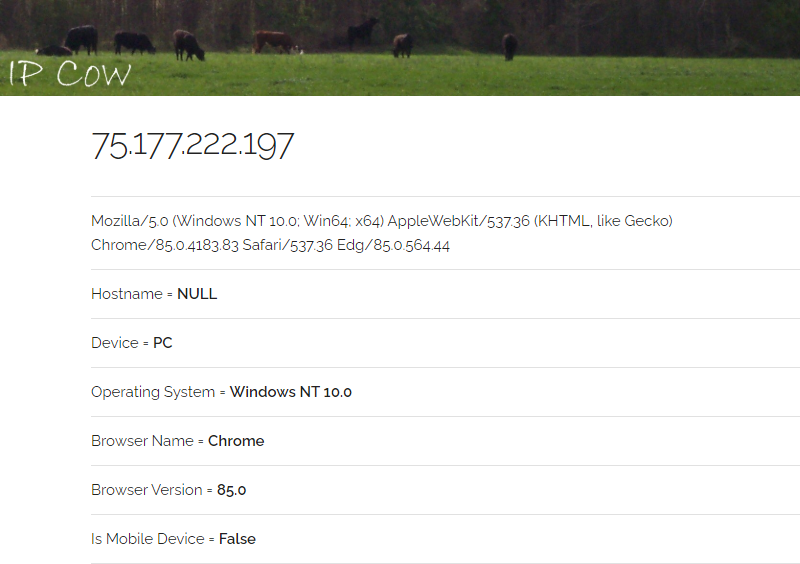 IP Cow
75.177.222.197
Mozilla/5.0 (Windows NT 10.0; Win64; x64) AppleWebKit/537.36 (KHTML, like Gecko)
Chrome/85.0.4183.83 Safari/537.36 Edg/85.0.564.44
Hostname = NULL
Device = PC
Operating System = Windows NT 10.0
Browser Name = Chrome
Browser Version = 85.0
Is Mobile Device = False